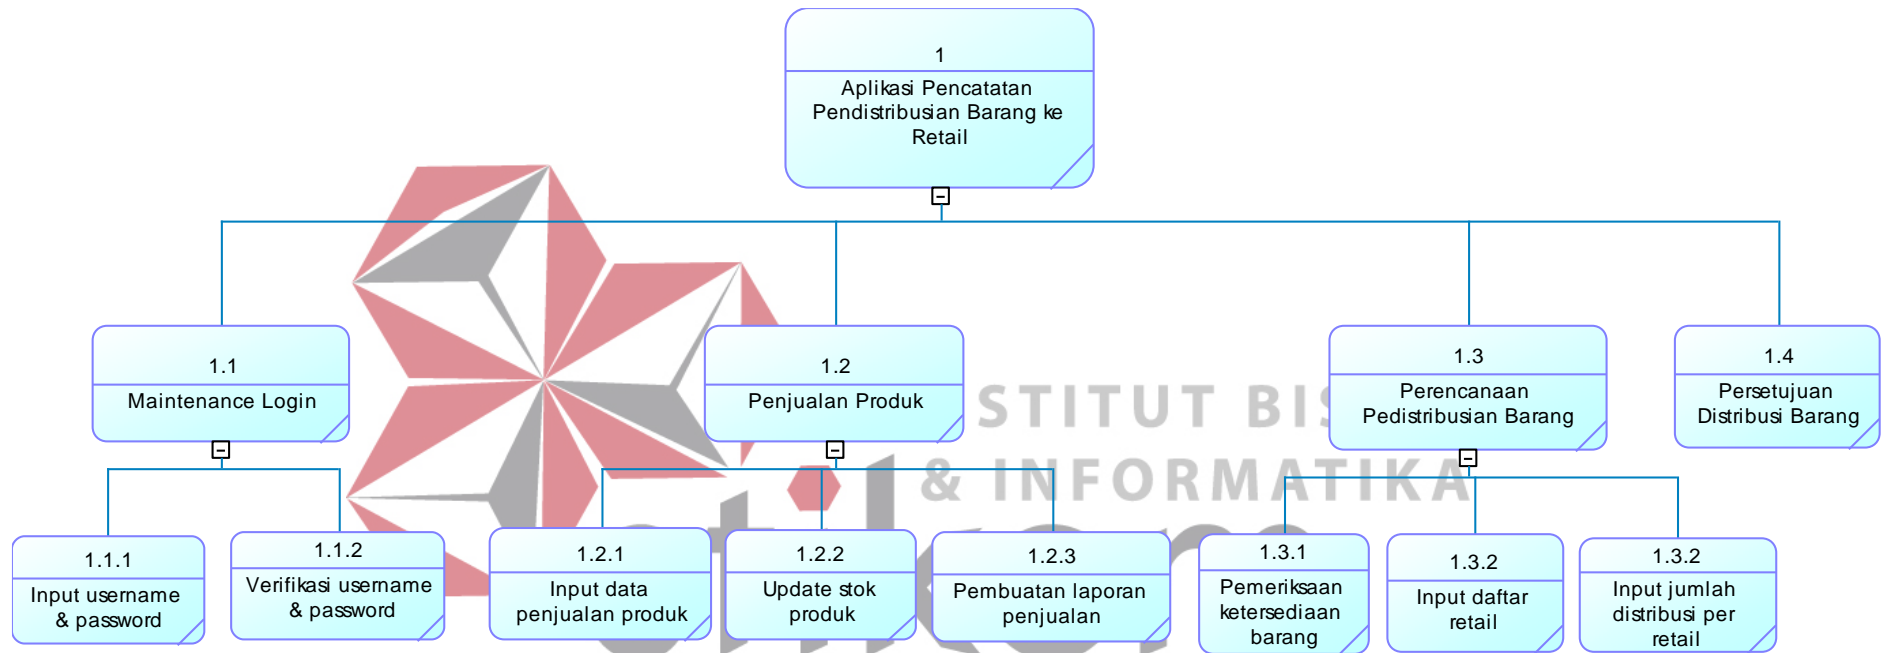 1
Aplikasi Pencatatan
Pendistribusian Barang ke
Retail
1.1
Maintenance Login
1.2
Penjualan Produk
1.3
Perencanaan
Pedistribusian Barang
1.4
Persetujuan
Distribusi Barang
STITUT BIS
& INFORMATIKA
1.1.1
Input username
& password
1.1.2
Verifikasi username
& password
1.2.1
Input data
penjualan produk
1.2.2
Update stok
produk
1.2.3
Pembuatan laporan
penjualan
1.3.1
Pemeriksaan
ketersediaan
barang
1.3.2
Input daftar
retail
1.3.2
Input jumlah
distribusi per
retail